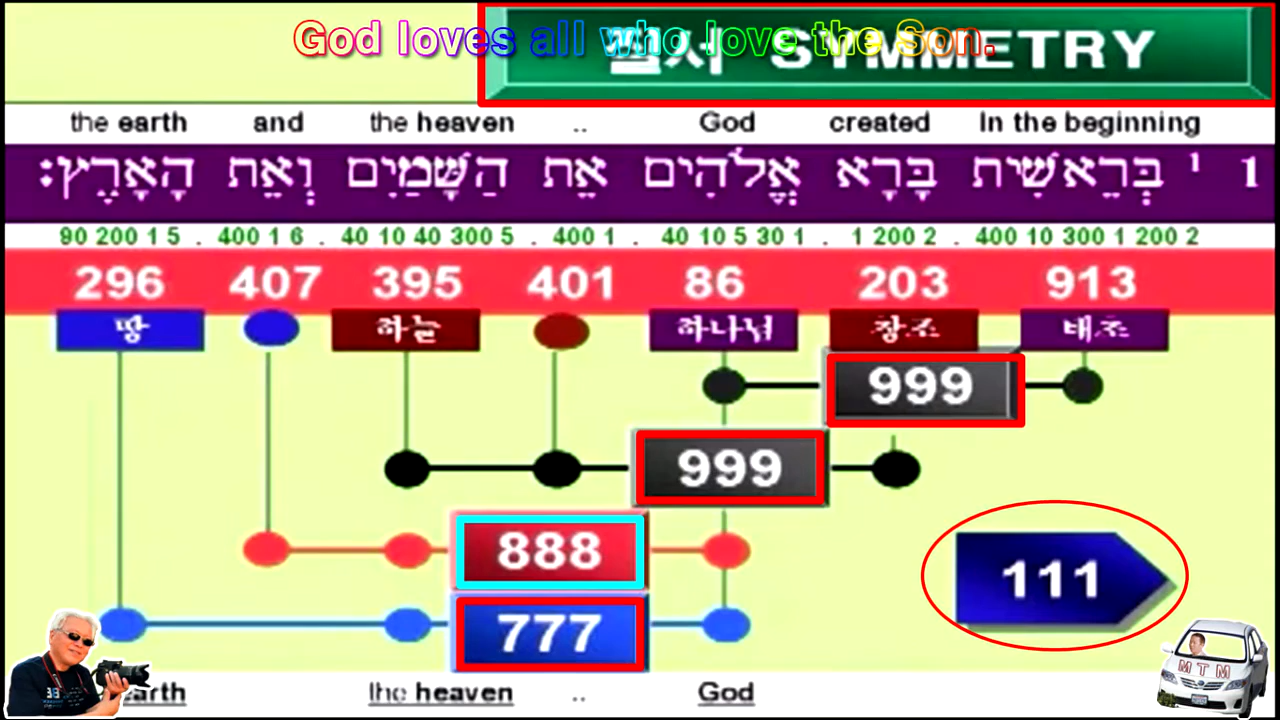 God loves all who love the Son.
SYMMETRY
the earth and the heaven .. God created In the beginning
1 ¹ בְּרֵאשִׁית בָּרָא אֱלֹהִים אֵת הַשָּׁמַיִם וְאֵת הָאָרֶץ׃
90 200 1 5 . 400 1 6 . 40 10 40 300 5 . 400 1 . 40 10 5 30 1 . 1 200 2 . 400 10 300 1 200 2
296 407 395 401 86 203 913
땅 하늘 하나님 창조 태초
999
999
888
111
777
earth the heaven .. God
MTM